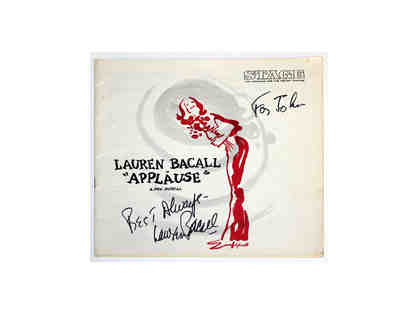 STAGE
For John
LAUREN BACALL
"APPLAUSE"
A NEW MUSICAL
Best Always-
Lauren Bacall